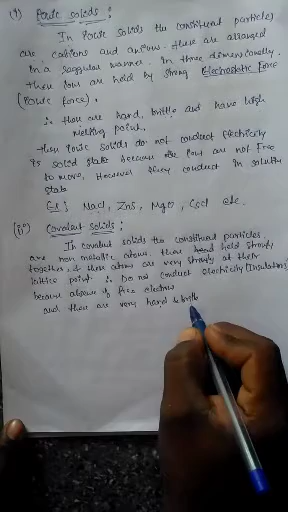 (i) Ionic solids :
In Ionic solids the constituent particles
are cations and anions. these are arranged
in a regular manner in three dimensionally.
these ions are held by strong Electrostatic force
(Ionic force).
∴ they are hard, brittle and have high
melting point.
these Ionic solids do not conduct Electricity
is solid state because the ions are not free
to move. However they conduct in solution
state
Ex ; Nacl, Zns, Mgo, Cscl etc.
(ii) Covalent solids :
In covalent solids the constituent particles
are non metallic atoms. these held strongly
together, & these atoms are very strongly at their
lattice point ∴ Do not conduct electricity (Insulators)
because absence of free electrons
and these are very hard & brittle